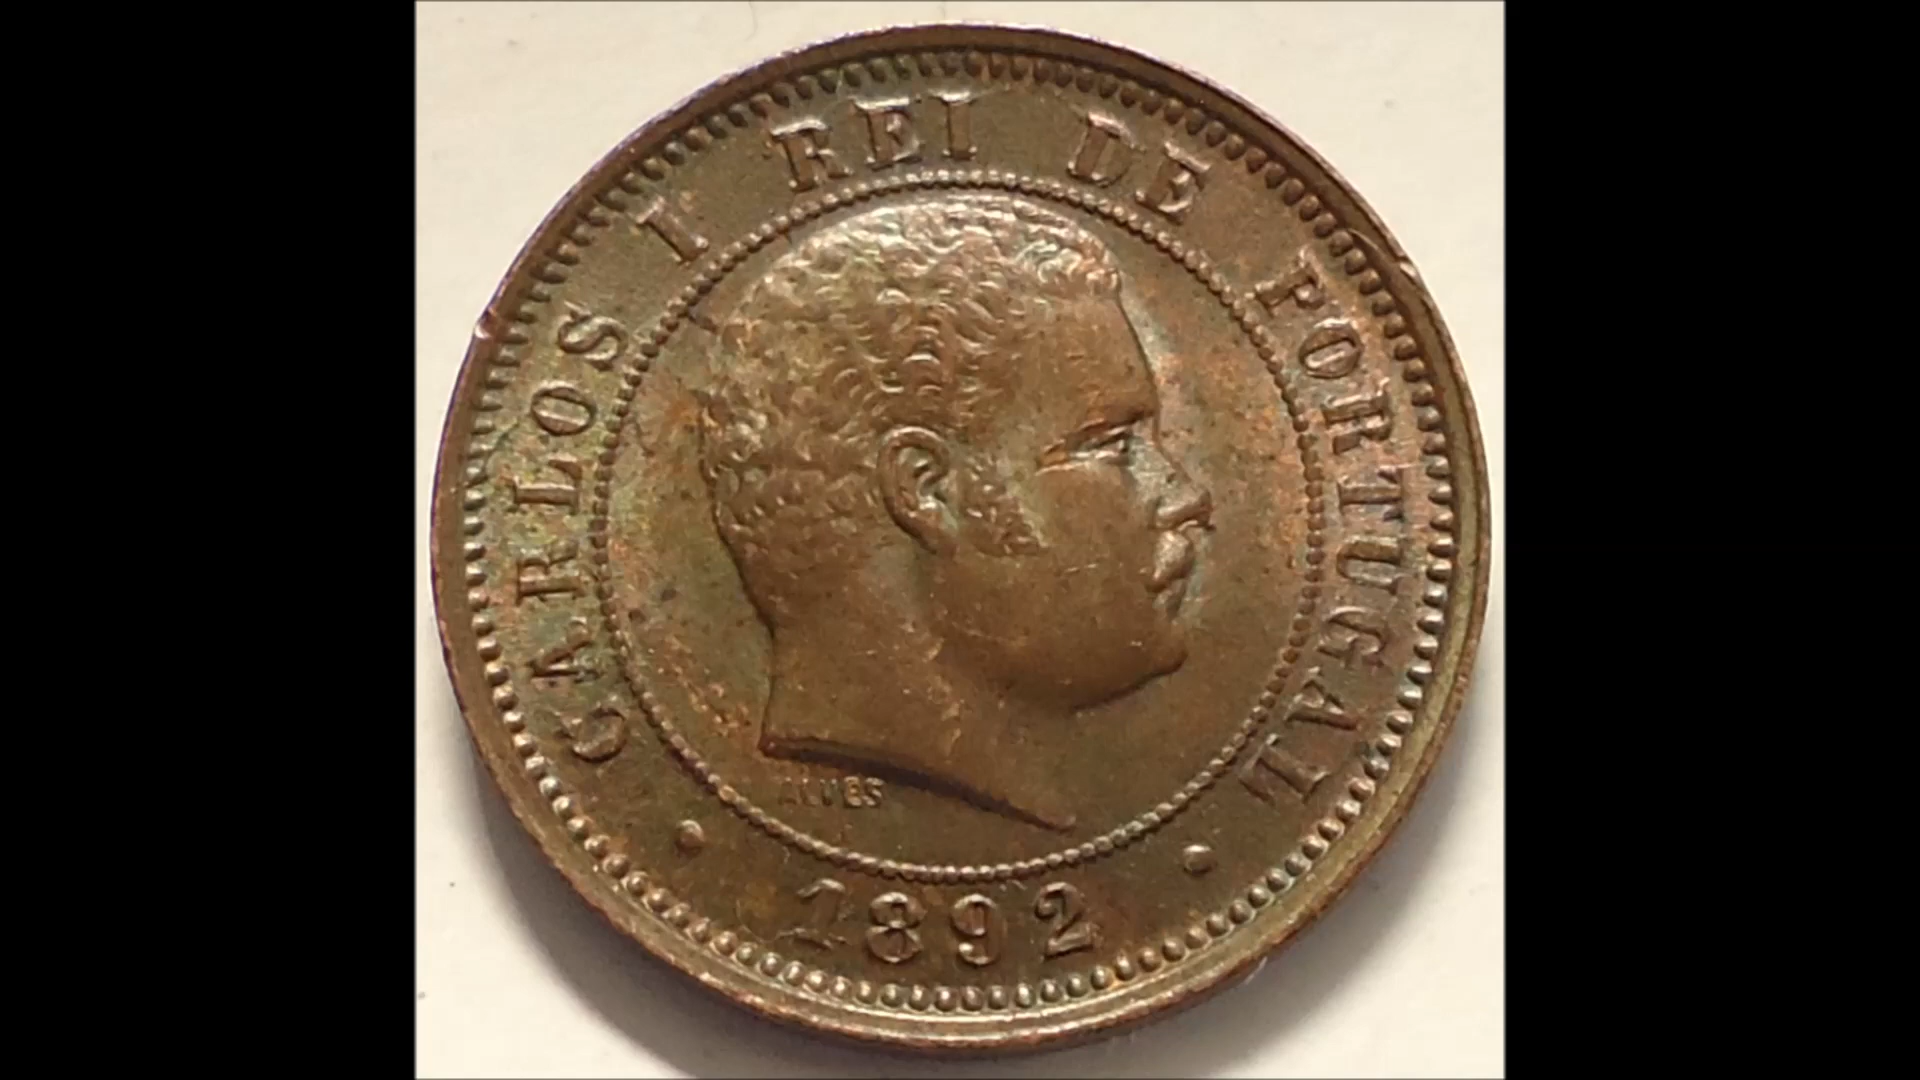 CARLOS I REI DE PORTUGAL
ALVES
• 1892 •